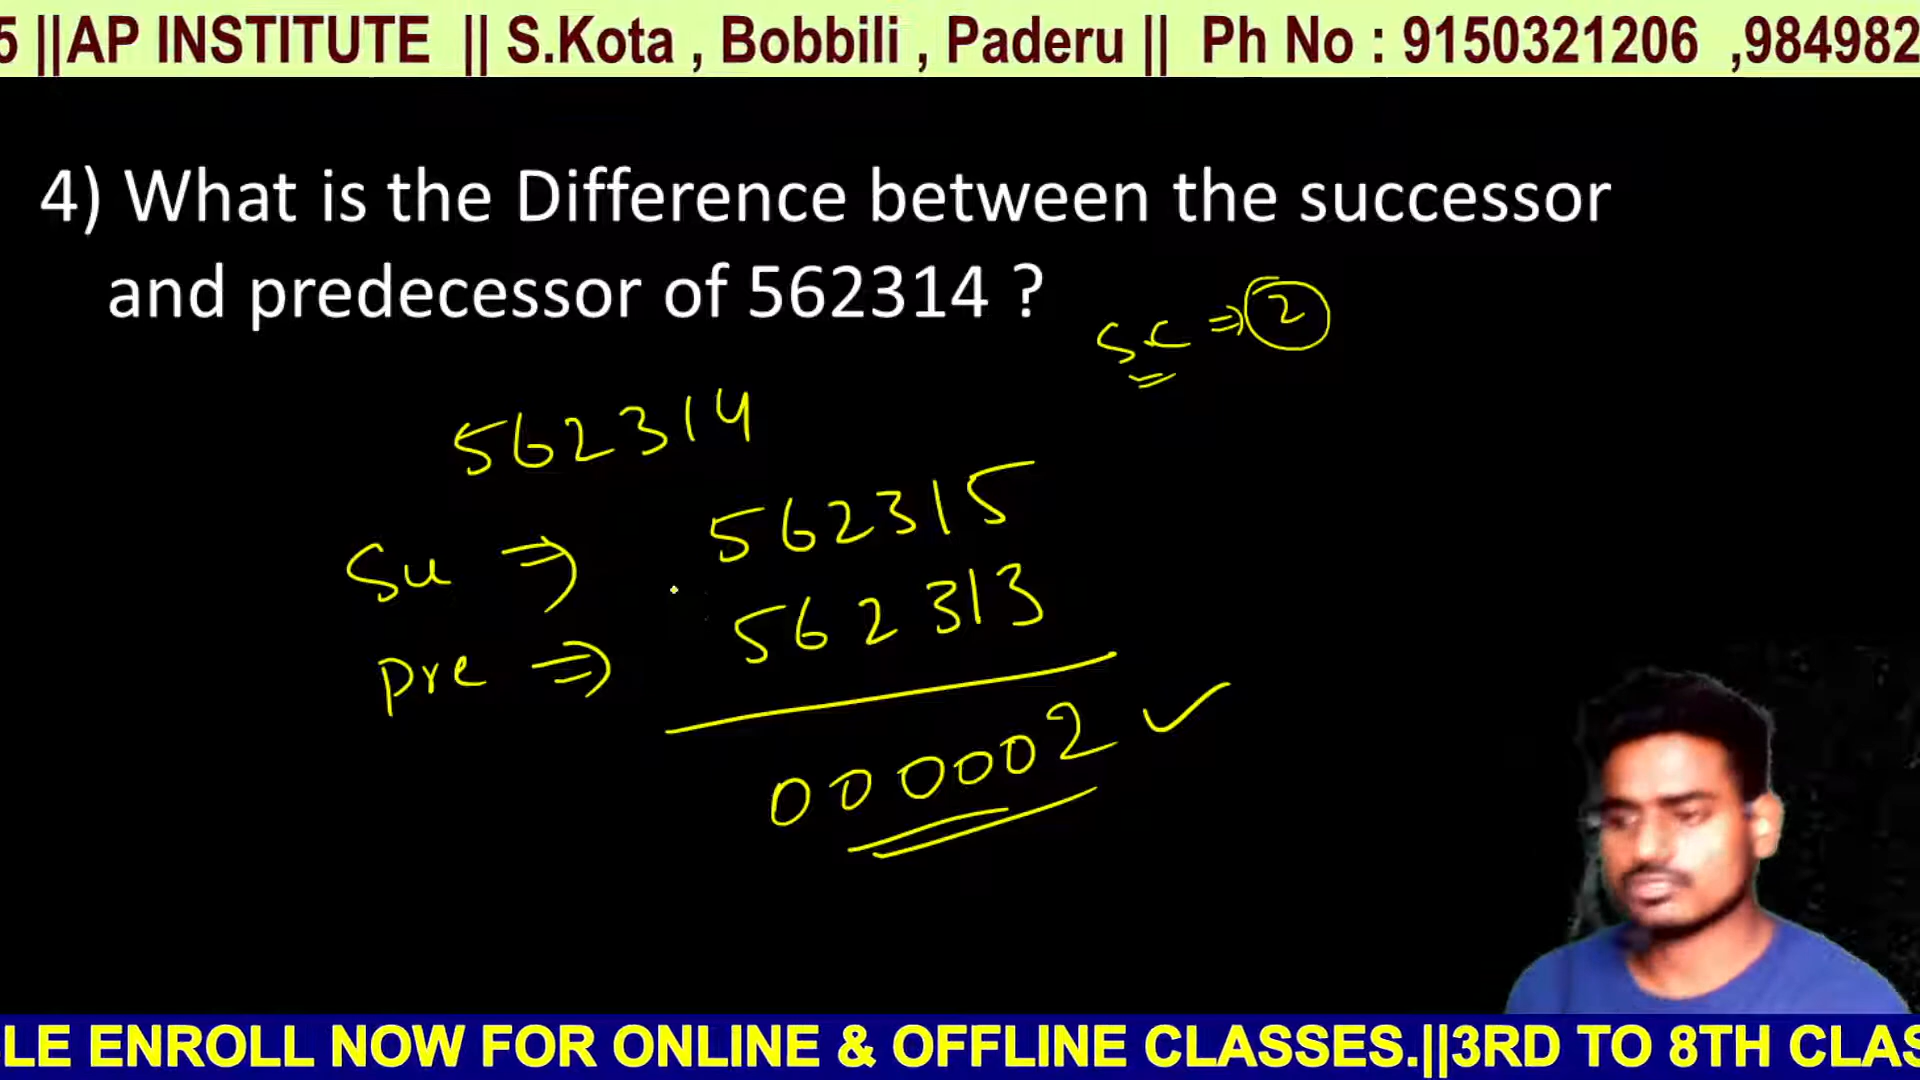 5 ||AP INSTITUTE || S.Kota , Bobbili , Paderu || Ph No : 9150321206 ,984982
4) What is the Difference between the successor
and predecessor of 562314 ?
SC ⇒ 2
562314
Su ⇒ 562315
Pre ⇒ 562313
000002 ✓
LE ENROLL NOW FOR ONLINE & OFFLINE CLASSES.||3RD TO 8TH CLAS